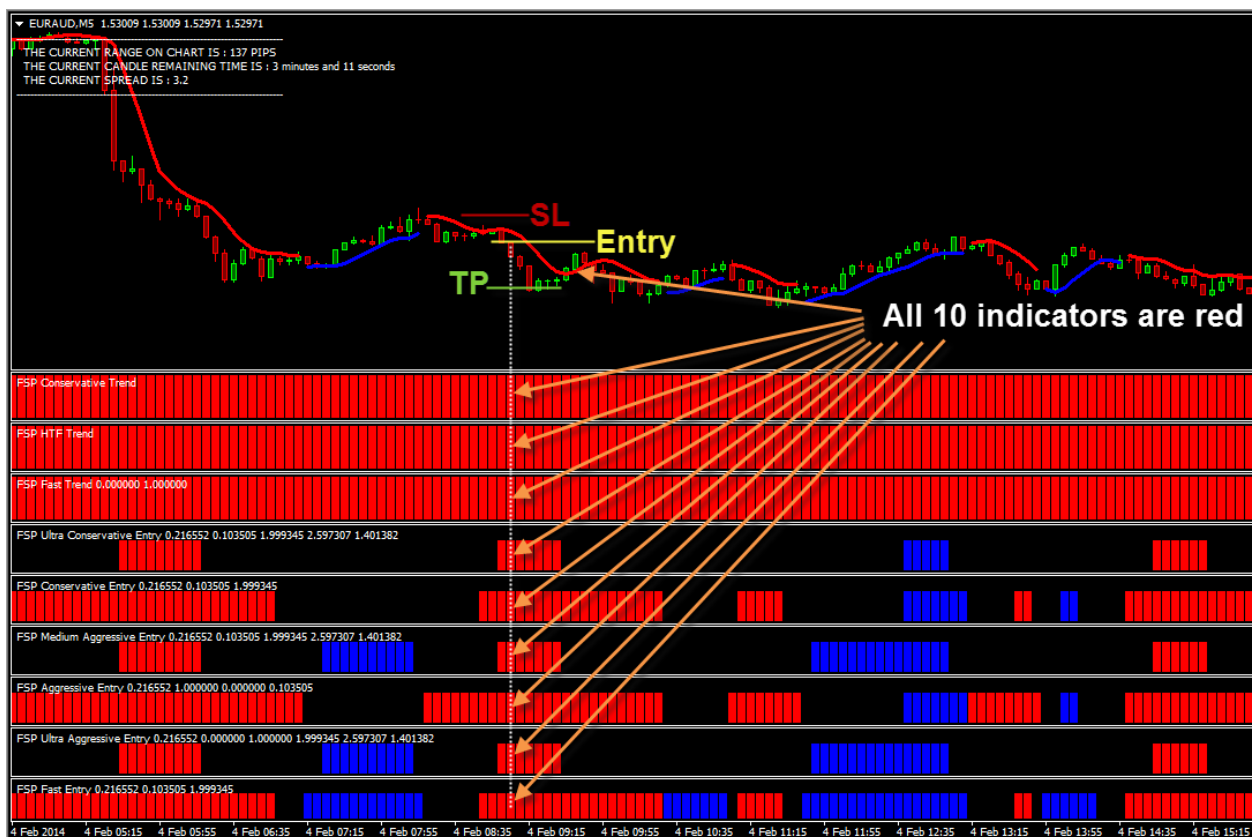 EURAUD,M5 1.53009 1.53009 1.52971 1.52971
THE CURRENT RANGE ON CHART IS : 137 PIPS
THE CURRENT CANDLE REMAINING TIME IS : 3 minutes and 11 seconds
THE CURRENT SPREAD IS : 3.2
SL
Entry
TP
All 10 indicators are red
FSP Conservative Trend
FSP HTF Trend
FSP Fast Trend 0.000000 1.000000
FSP Ultra Conservative Entry 0.216552 0.103505 1.999345 2.597307 1.401382
FSP Conservative Entry 0.216552 0.103505 1.999345
FSP Medium Aggressive Entry 0.216552 0.103505 1.999345 2.597307 1.401382
FSP Aggressive Entry 0.216552 1.000000 0.000000 0.103505
FSP Ultra Aggressive Entry 0.216552 0.000000 1.000000 1.999345 2.597307 1.401382
FSP Fast Entry 0.216552 0.103505 1.999345
4 Feb 2014 4 Feb 05:15 4 Feb 05:55 4 Feb 06:35 4 Feb 07:15 4 Feb 07:55 4 Feb 08:35 4 Feb 09:15 4 Feb 09:55 4 Feb 10:35 4 Feb 11:15 4 Feb 11:55 4 Feb 12:35 4 Feb 13:15 4 Feb 13:55 4 Feb 14:35 4 Feb 15:15